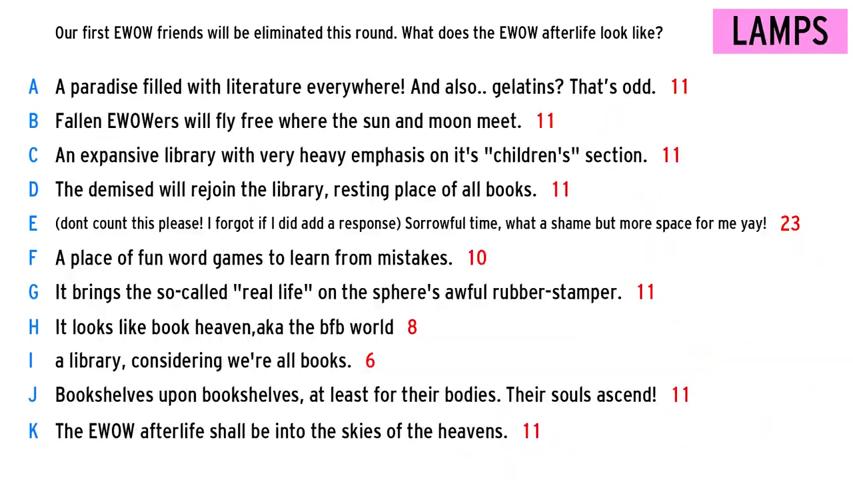 Our first EWOW friends will be eliminated this round. What does the EWOW afterlife look like?
LAMPS
A A paradise filled with literature everywhere! And also.. gelatins? That's odd. 11
B Fallen EWOWers will fly free where the sun and moon meet. 11
C An expansive library with very heavy emphasis on it's "children's" section. 11
D The demised will rejoin the library, resting place of all books. 11
E (dont count this please! I forgot if I did add a response) Sorrowful time, what a shame but more space for me yay! 23
F A place of fun word games to learn from mistakes. 10
G It brings the so-called "real life" on the sphere's awful rubber-stamper. 11
H It looks like book heaven,aka the bfb world 8
I a library, considering we're all books. 6
J Bookshelves upon bookshelves, at least for their bodies. Their souls ascend! 11
K The EWOW afterlife shall be into the skies of the heavens. 11